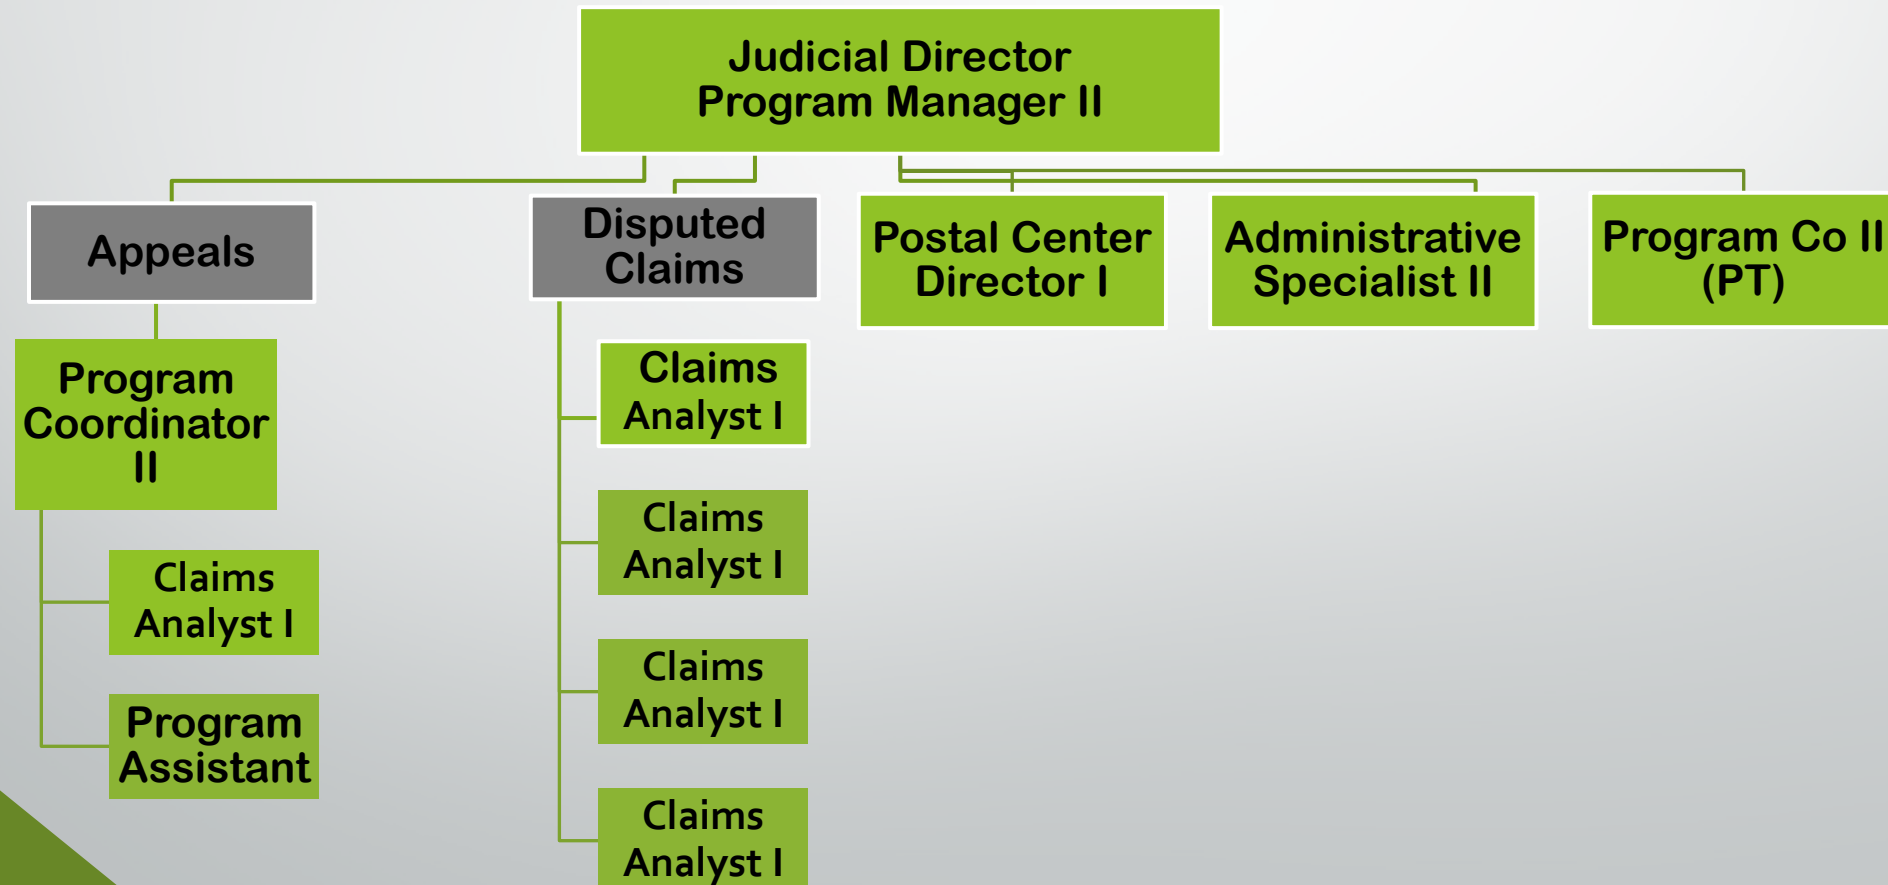 Judicial Director
Program Manager II
Appeals
Disputed
Claims
Postal Center
Director I
Administrative
Specialist II
Program Co II
(PT)
Program
Coordinator
II
Claims
Analyst I
Program
Assistant
Claims
Analyst I
Claims
Analyst I
Claims
Analyst I
Claims
Analyst I